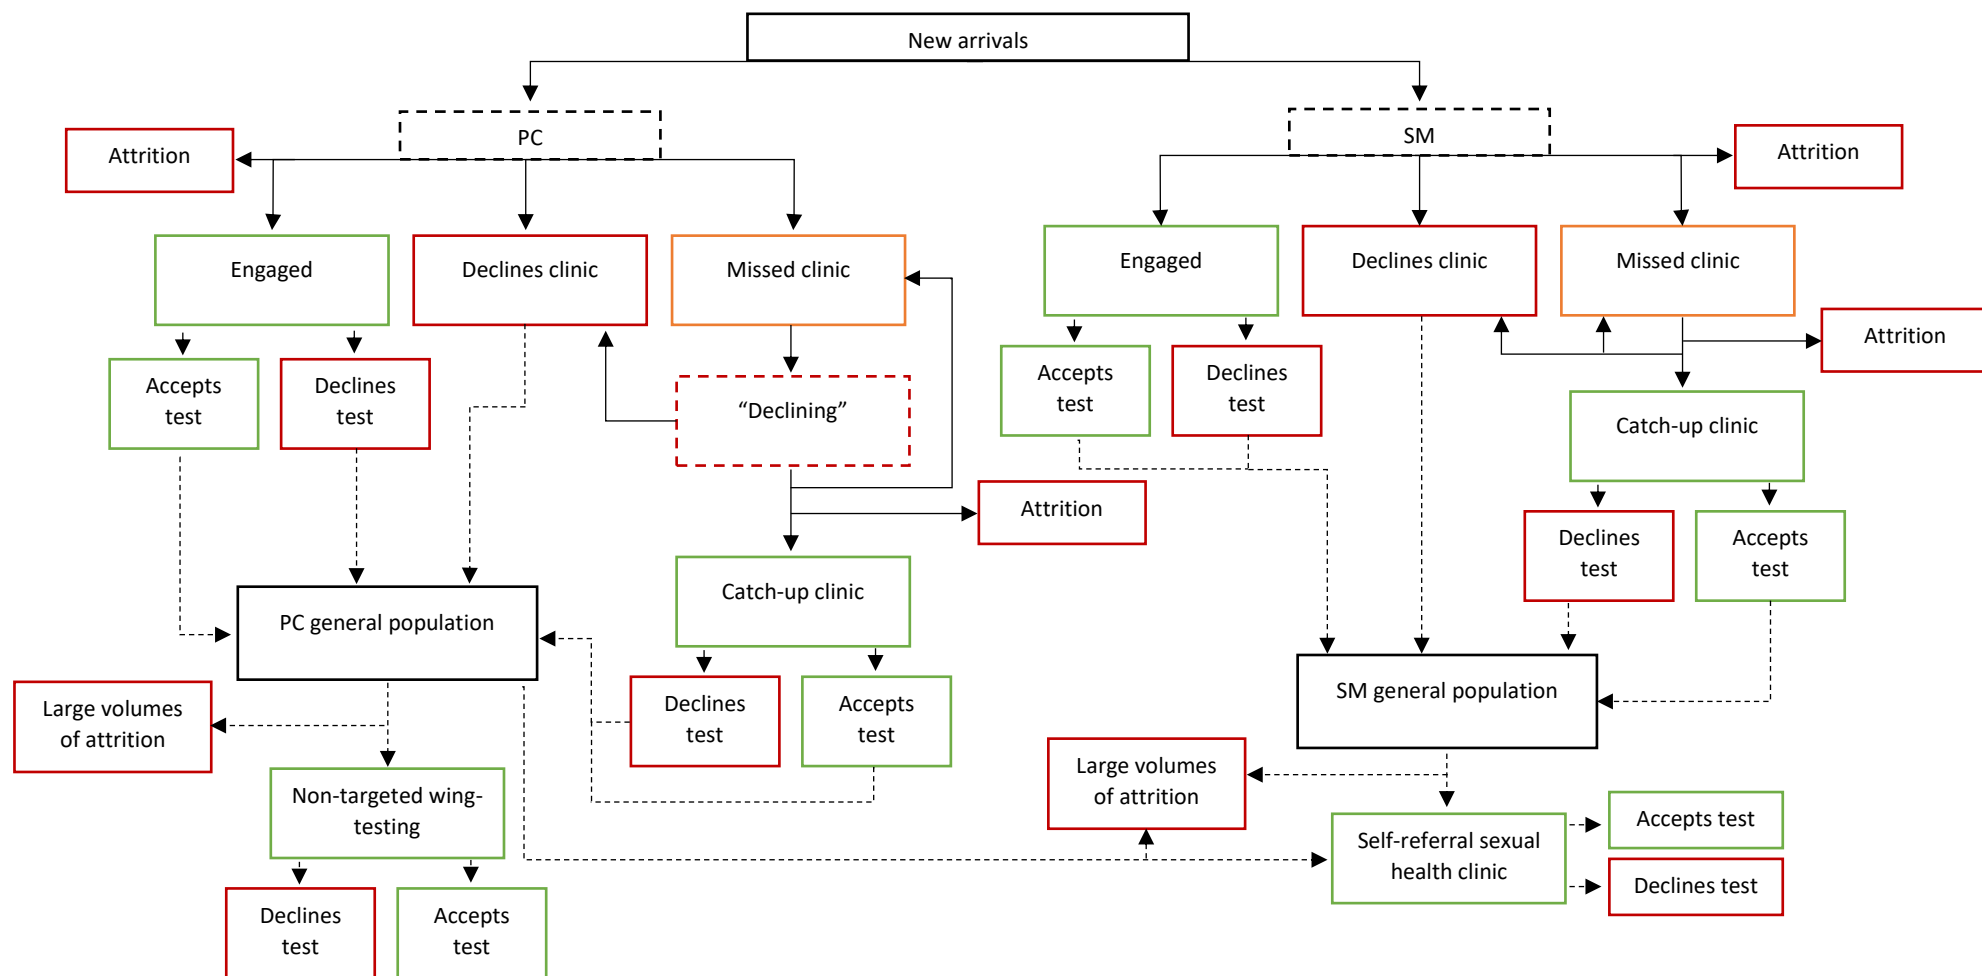 New arrivals
PC
SM
Attrition
Attrition
Engaged
Declines clinic
Missed clinic
Engaged
Declines clinic
Missed clinic
Attrition
Accepts
test
Declines
test
“Declining”
Accepts
test
Declines
test
Catch-up clinic
Attrition
Declines
test
Accepts
test
Catch-up clinic
PC general population
SM general population
Declines
test
Accepts
test
Large volumes
of attrition
Large volumes
of attrition
Non-targeted wing-
testing
Self-referral sexual
health clinic
Accepts test
Declines test
Declines
test
Accepts
test